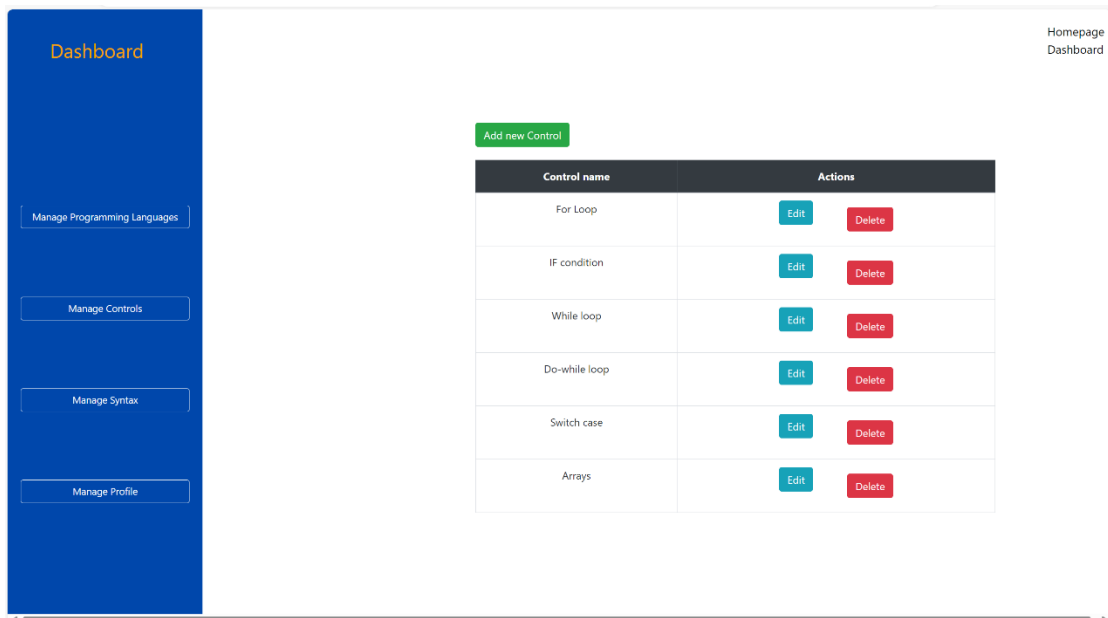 Dashboard
Manage Programming Languages
Manage Controls
Manage Syntax
Manage Profile
Homepage
Dashboard
Add new Control
Control name Actions
For Loop Edit Delete
IF condition Edit Delete
While loop Edit Delete
Do-while loop Edit Delete
Switch case Edit Delete
Arrays Edit Delete